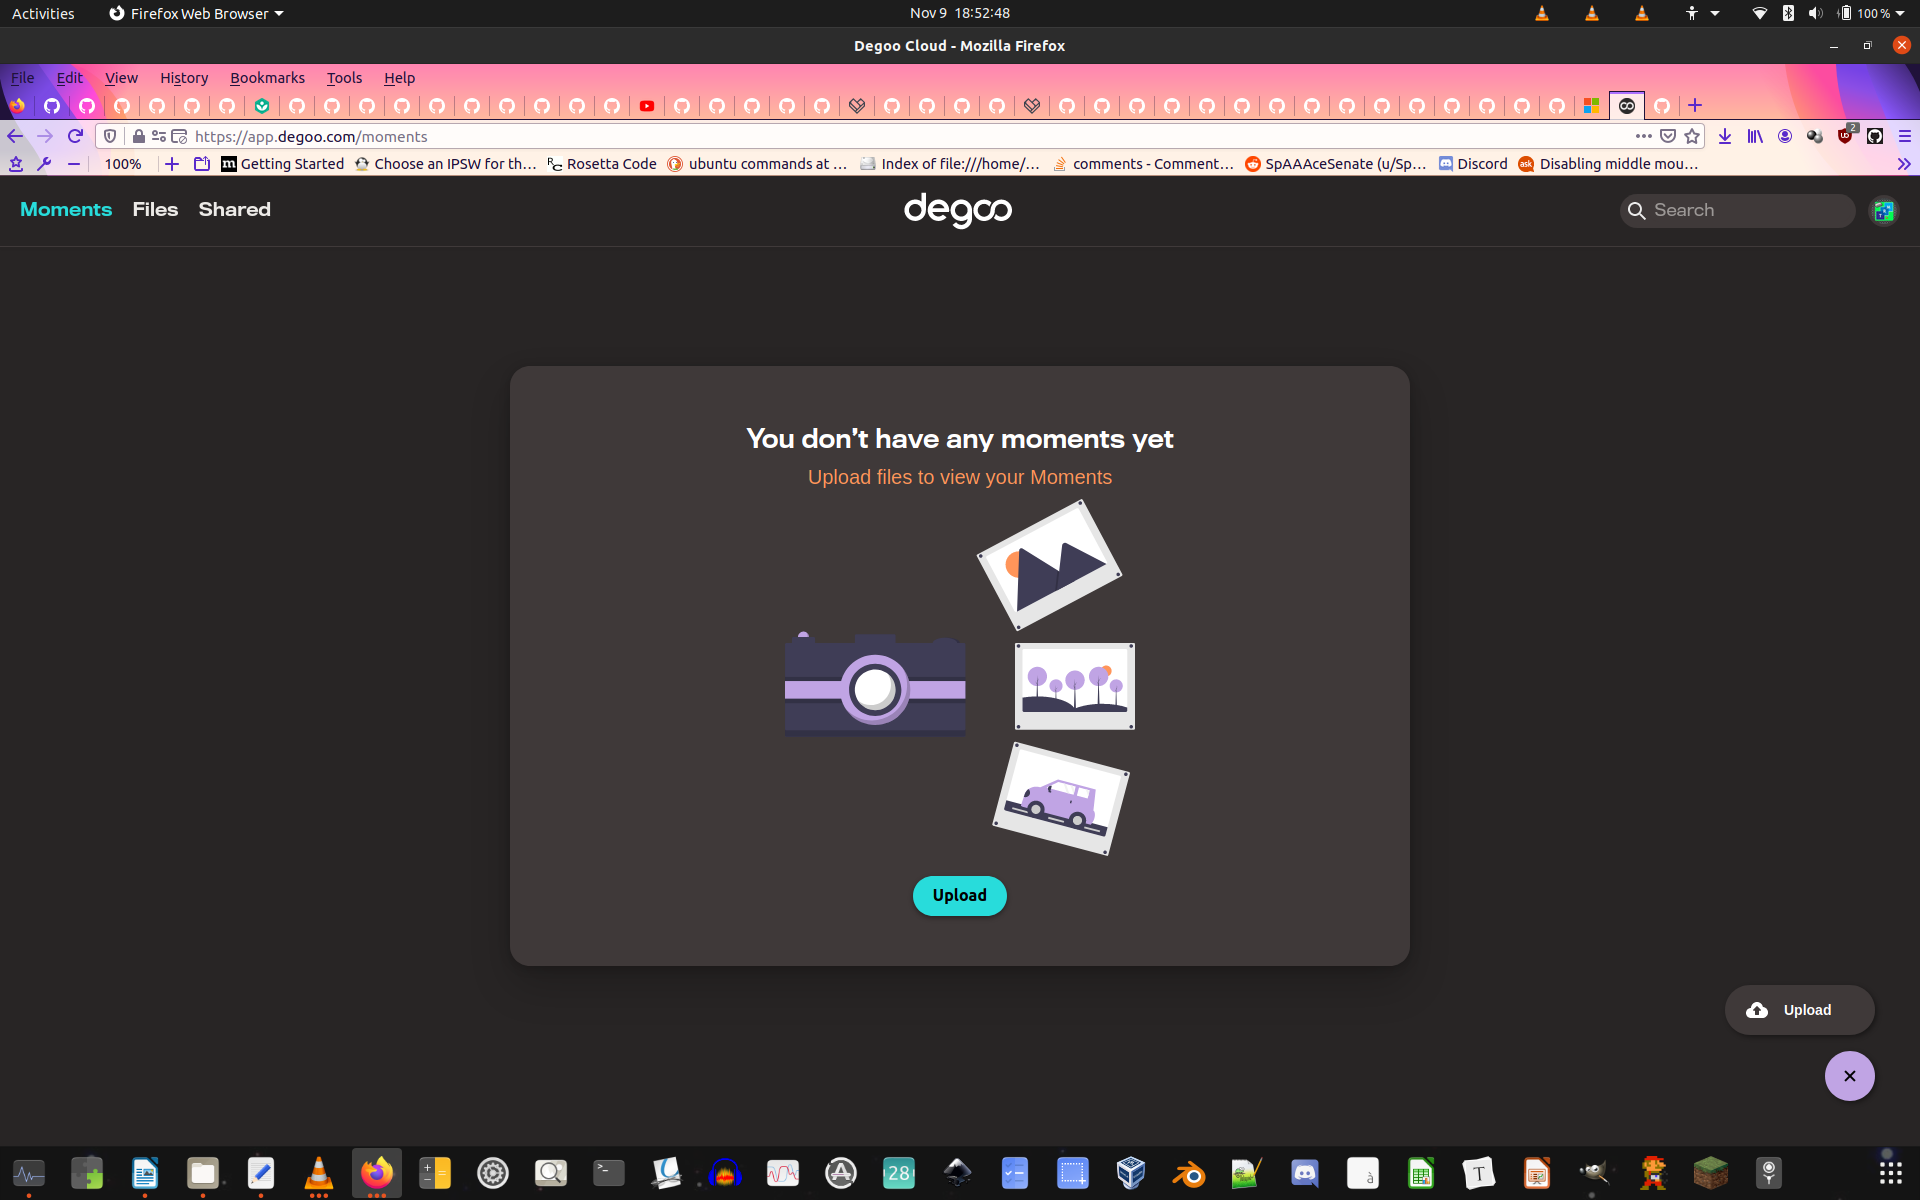 Activities
Firefox Web Browser
Nov 9 18:52:48
100 %
Degoo Cloud - Mozilla Firefox
File Edit View History Bookmarks Tools Help
https://app.degoo.com/moments
2
100%
Getting Started
Choose an IPSW for th…
Rosetta Code
ubuntu commands at …
Index of file:///home/…
comments - Comment…
SpAAAceSenate (u/Sp…
Discord
Disabling middle mou…
Moments Files Shared
degoo
Search
You don't have any moments yet
Upload files to view your Moments
Upload
Upload
28